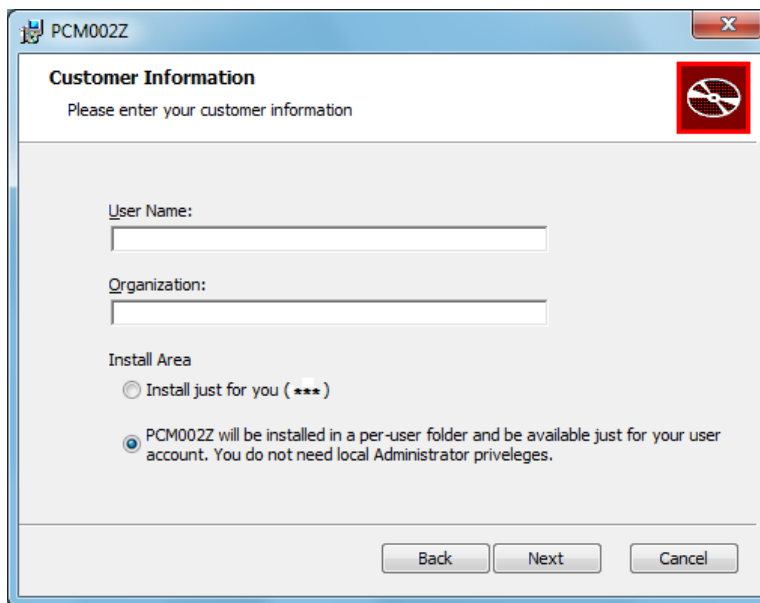 PCM002Z
Customer Information
Please enter your customer information
User Name:
Organization:
Install Area
Install just for you ( *** )
PCM002Z will be installed in a per-user folder and be available just for your user
account. You do not need local Administrator priveleges.
Back Next Cancel